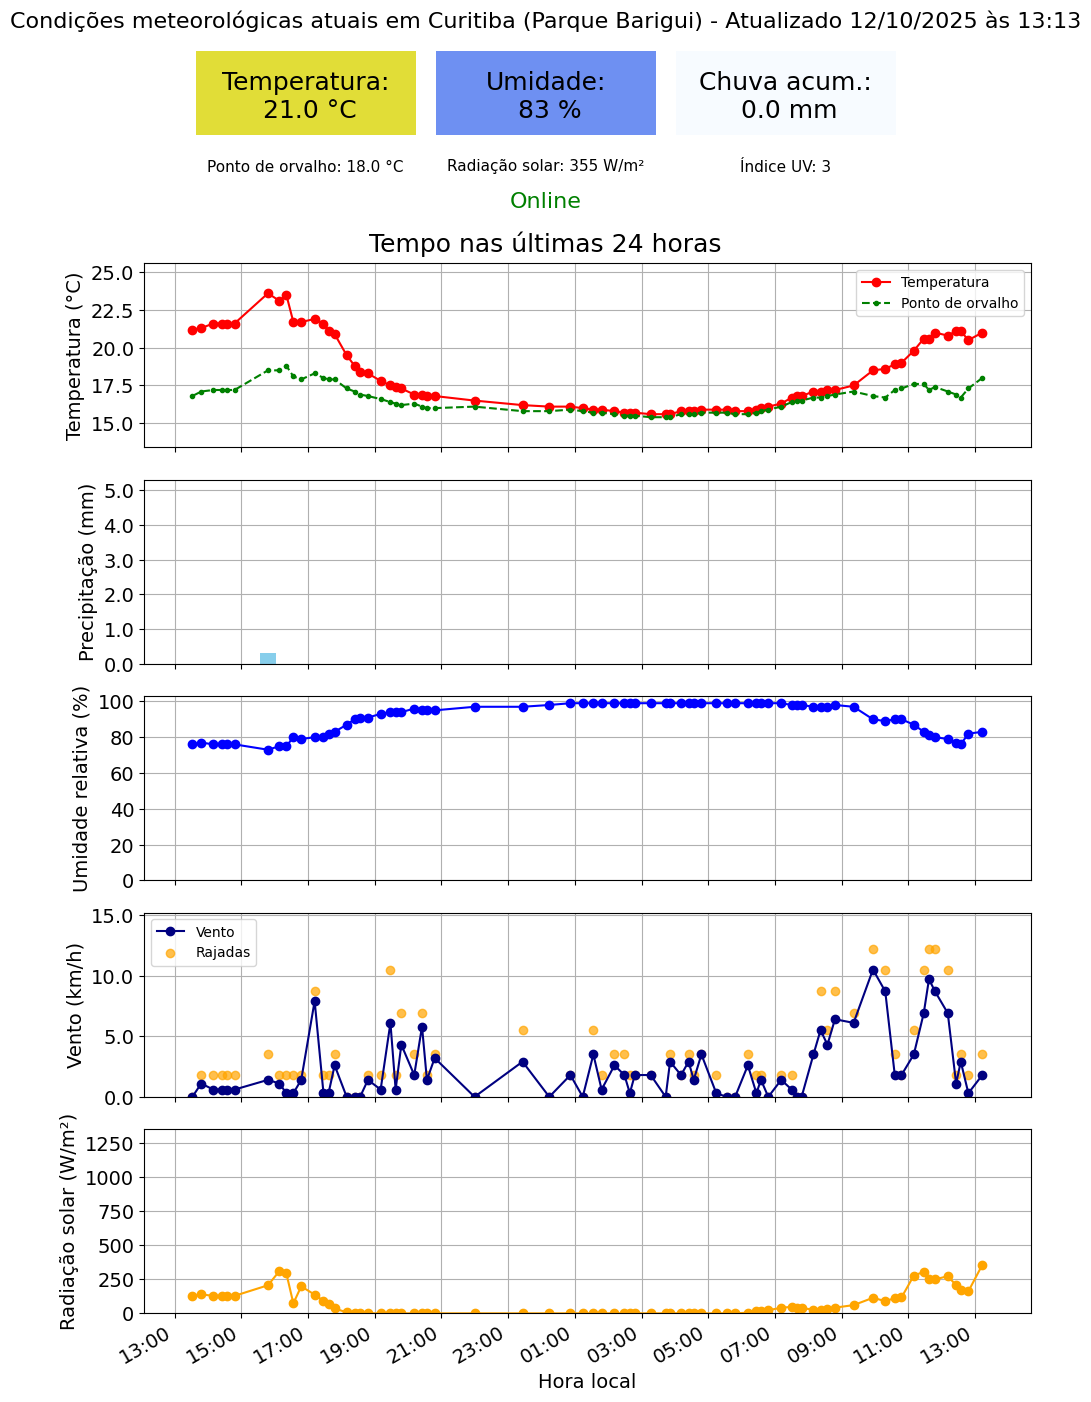 Condições meteorológicas atuais em Curitiba (Parque Barigui) - Atualizado 12/10/2025 às 13:13
Temperatura:
21.0 °C
Umidade:
83 %
Chuva acum.:
0.0 mm
Ponto de orvalho: 18.0 °C
Radiação solar: 355 W/m²
Índice UV: 3
Online
Tempo nas últimas 24 horas
Temperatura (°C)
25.0
22.5
20.0
17.5
15.0
Temperatura
Ponto de orvalho
Precipitação (mm)
5.0
4.0
3.0
2.0
1.0
0.0
Umidade relativa (%)
100
80
60
40
20
0
Vento (km/h)
15.0
10.0
5.0
0.0
Vento
Rajadas
Radiação solar (W/m²)
1250
1000
750
500
250
0
13:00
15:00
17:00
19:00
21:00
23:00
01:00
03:00
05:00
07:00
09:00
11:00
13:00
Hora local